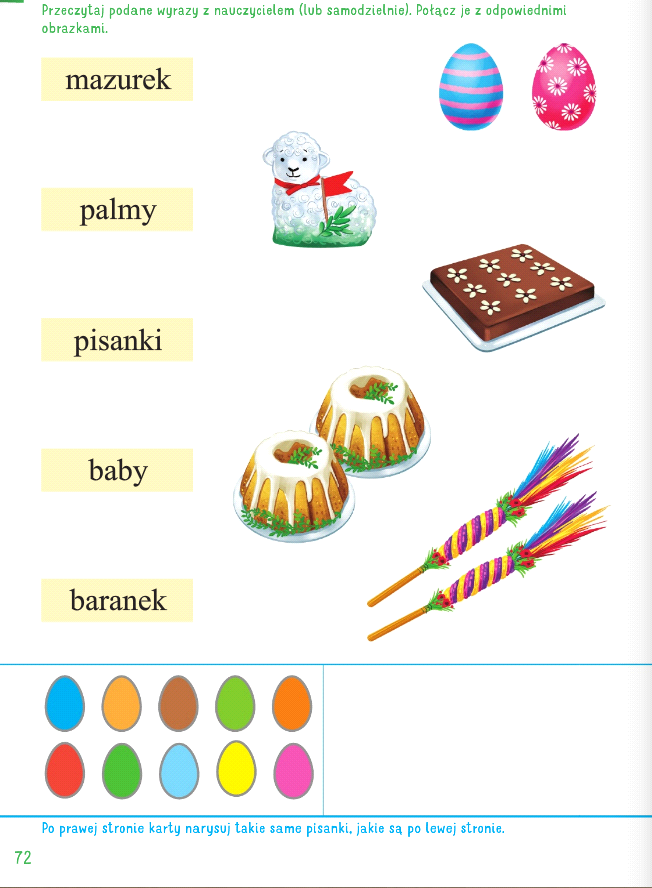 Przeczytaj podane wyrazy z nauczycielem (lub samodzielnie). Połącz je z odpowiednimi
obrazkami.
mazurek
palmy
pisanki
baby
baranek
Po prawej stronie karty narysuj takie same pisanki, jakie są po lewej stronie.
72